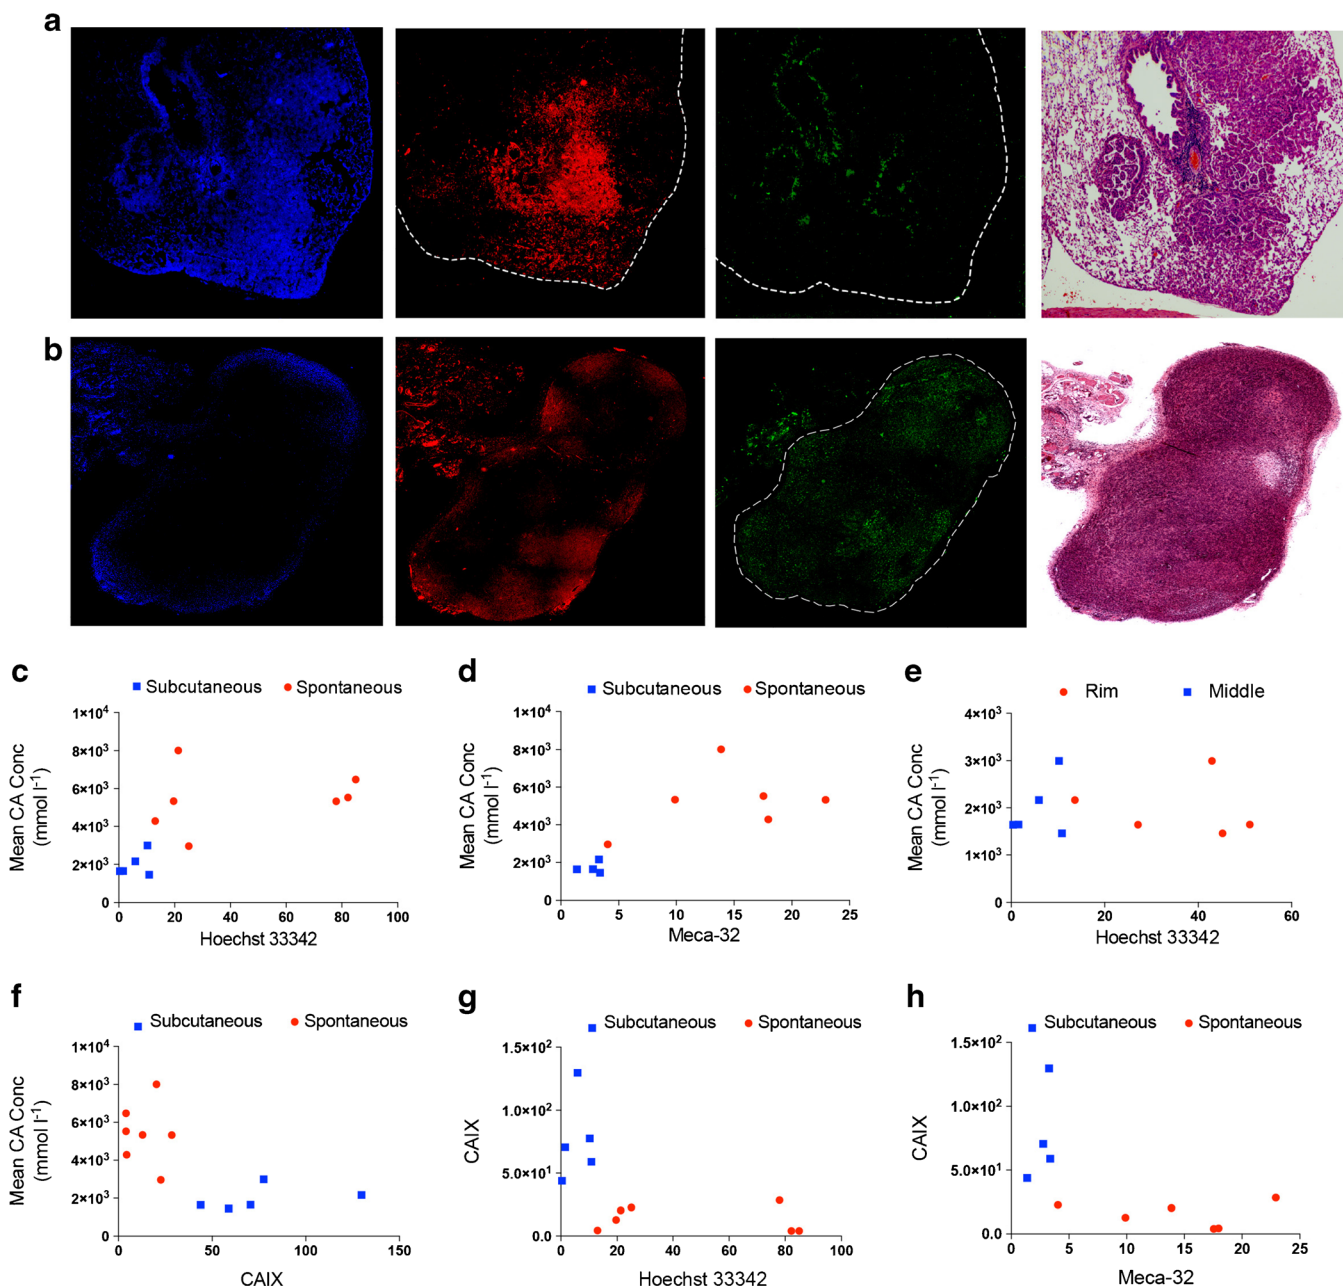 a
b
c
Subcutaneous Spontaneous
1×10⁴
8×10³
6×10³
4×10³
2×10³
0
Mean CA Conc
(mmol l⁻¹)
0 20 40 60 80 100
Hoechst 33342
d
Subcutaneous Spontaneous
1×10⁴
8×10³
6×10³
4×10³
2×10³
0
Mean CA Conc
(mmol l⁻¹)
0 5 10 15 20 25
Meca-32
e
Rim Middle
4×10³
3×10³
2×10³
1×10³
0
Mean CA Conc
(mmol l⁻¹)
0 20 40 60
Hoechst 33342
f
Subcutaneous Spontaneous
1×10⁴
8×10³
6×10³
4×10³
2×10³
0
Mean CA Conc
(mmol l⁻¹)
0 50 100 150
CAIX
g
Subcutaneous Spontaneous
1.5×10²
1.0×10²
5.0×10¹
0.0
CAIX
0 20 40 60 80 100
Hoechst 33342
h
Subcutaneous Spontaneous
1.5×10²
1.0×10²
5.0×10¹
0.0
CAIX
0 5 10 15 20 25
Meca-32